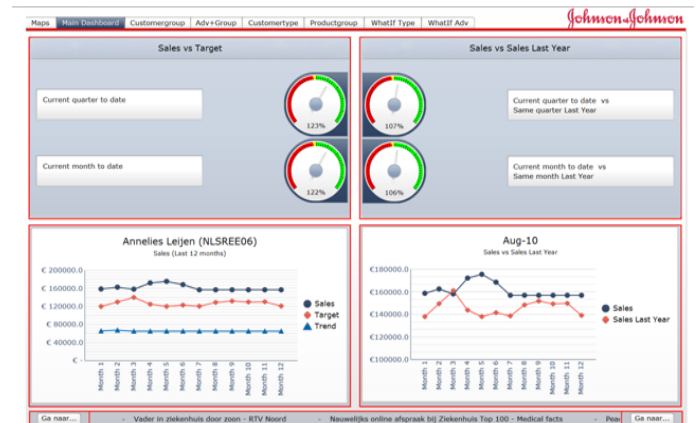 Maps Main Dashboard Customergroup Adv+Group Customertype Productgroup WhatIf Type WhatIf Adv
Johnson & Johnson
Sales vs Target
Current quarter to date
123%
Current month to date
122%
Sales vs Sales Last Year
107%
Current quarter to date vs
Same quarter Last Year
106%
Current month to date vs
Same month Last Year
Annelies Leijen (NLSREE06)
Sales (Last 12 months)
€ 200000.0
€ 160000.0
€ 120000.0
€ 80000.0
€ 40000.0
€ -
Month 1
Month 2
Month 3
Month 4
Month 5
Month 6
Month 7
Month 8
Month 9
Month 10
Month 11
Month 12
Sales
Target
Trend
Aug-10
Sales vs Sales Last Year
€180000.0
€160000.0
€140000.0
€120000.0
€100000.0
Month 1
Month 2
Month 3
Month 4
Month 5
Month 6
Month 7
Month 8
Month 9
Month 10
Month 11
Month 12
Sales
Sales Last Year
Ga naar... - Vader in ziekenhuis door zoon - RTV Noord - Nauwelijks online afspraak bij Ziekenhuis Top 100 - Medical facts - Ga naar...